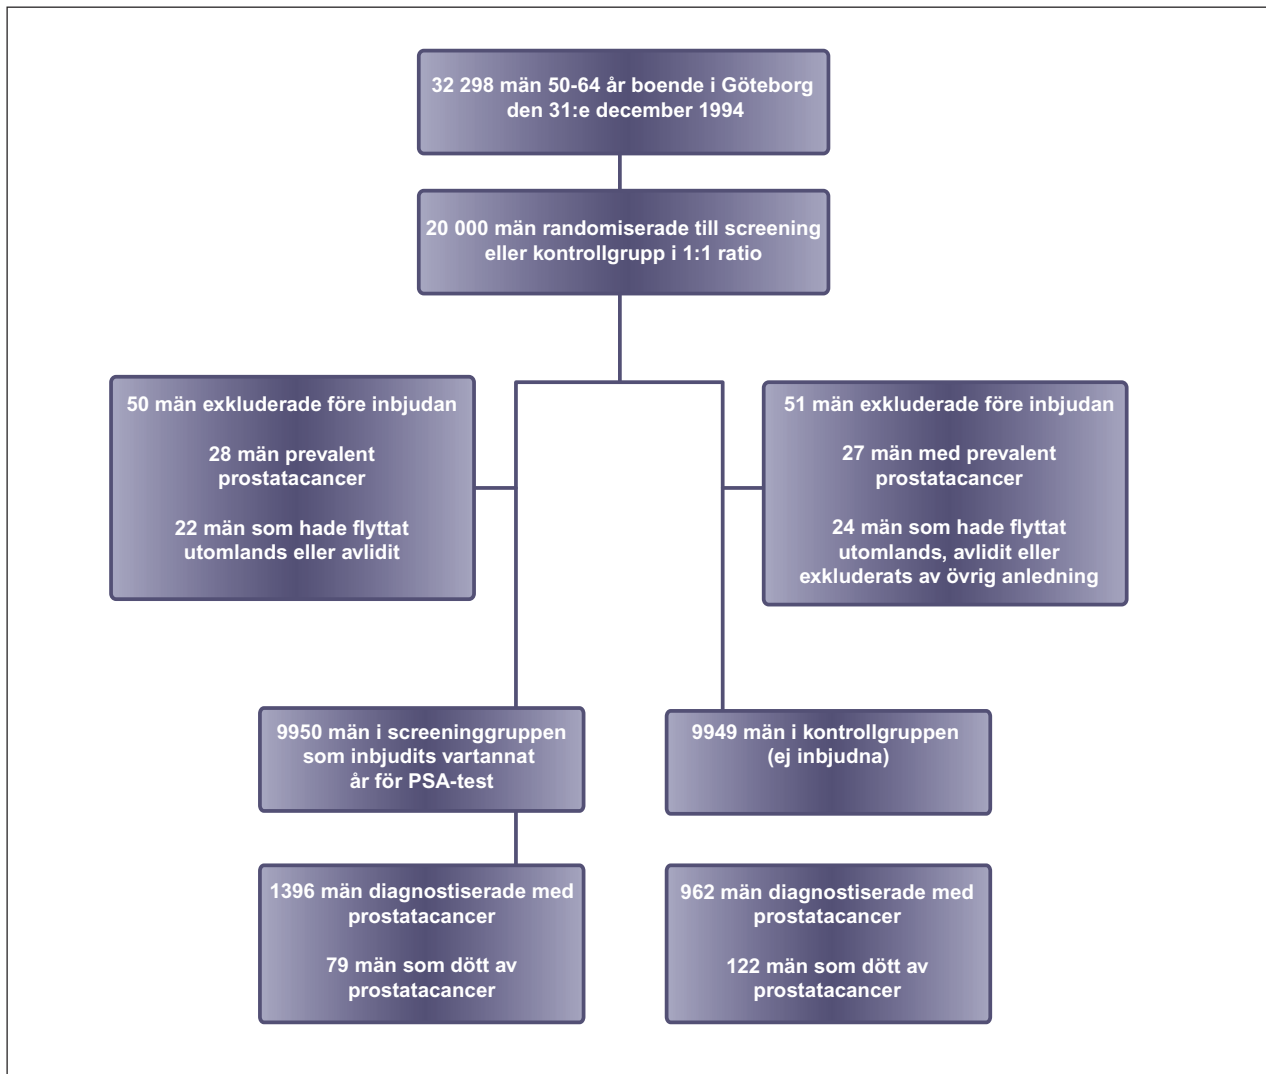 32 298 män 50-64 år boende i Göteborg
den 31:e december 1994
20 000 män randomiserade till screening
eller kontrollgrupp i 1:1 ratio
50 män exkluderade före inbjudan
28 män prevalent
prostatacancer
22 män som hade flyttat
utomlands eller avlidit
51 män exkluderade före inbjudan
27 män med prevalent
prostatacancer
24 män som hade flyttat
utomlands, avlidit eller
exkluderats av övrig anledning
9950 män i screeninggruppen
som inbjudits vartannat
år för PSA-test
9949 män i kontrollgruppen
(ej inbjudna)
1396 män diagnostiserade med
prostatacancer
79 män som dött av
prostatacancer
962 män diagnostiserade med
prostatacancer
122 män som dött av
prostatacancer